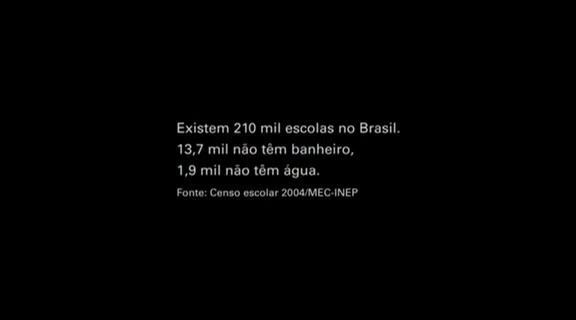 Existem 210 mil escolas no Brasil.
13,7 mil não têm banheiro,
1,9 mil não têm água.
Fonte: Censo escolar 2004/MEC-INEP